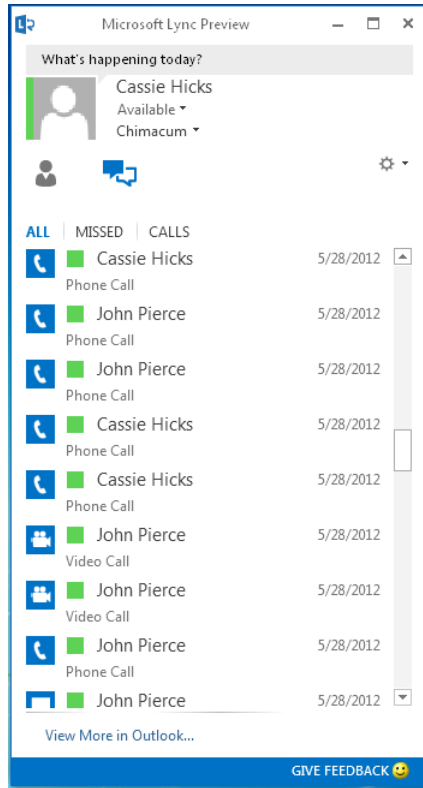 Microsoft Lync Preview
What's happening today?
Cassie Hicks
Available
Chimacum
ALL MISSED CALLS
Cassie Hicks 5/28/2012
Phone Call
John Pierce 5/28/2012
Phone Call
John Pierce 5/28/2012
Phone Call
Cassie Hicks 5/28/2012
Phone Call
Cassie Hicks 5/28/2012
Phone Call
John Pierce 5/28/2012
Video Call
John Pierce 5/28/2012
Video Call
John Pierce 5/28/2012
Phone Call
John Pierce 5/28/2012
View More in Outlook...
GIVE FEEDBACK